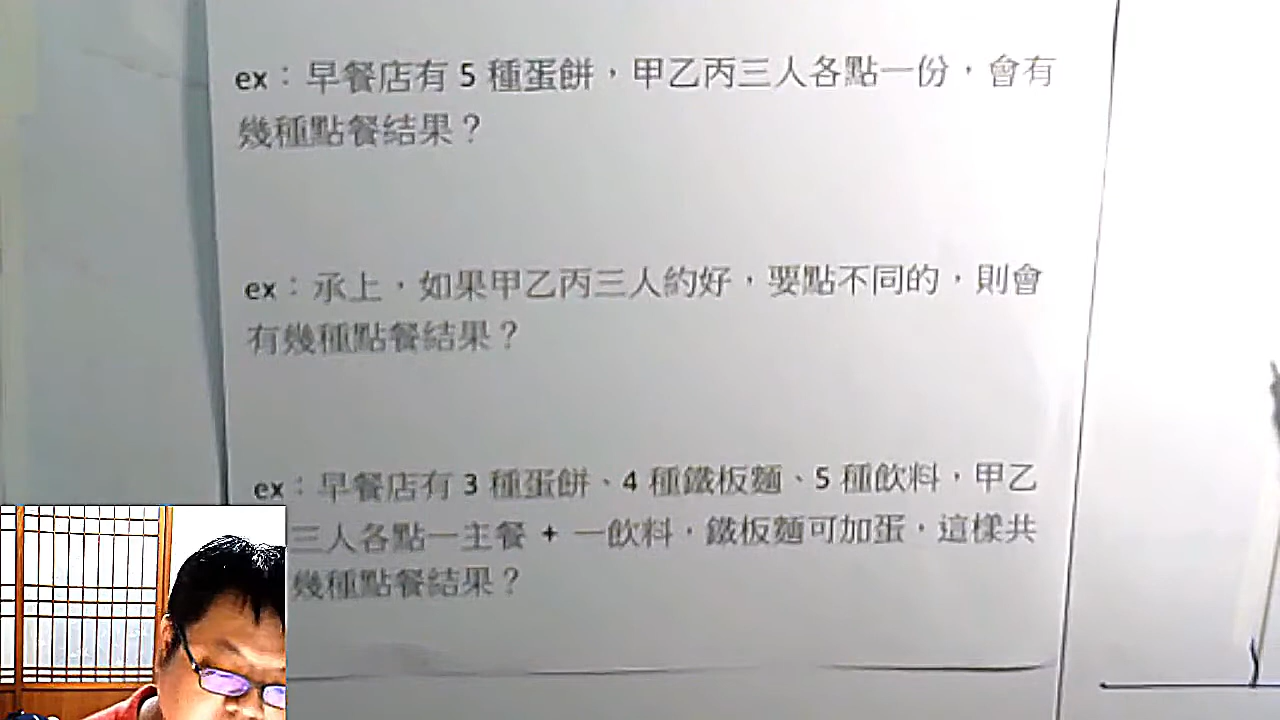 ex：早餐店有 5 種蛋餅，甲乙丙三人各點一份，會有
幾種點餐結果？
ex：承上，如果甲乙丙三人約好，要點不同的，則會
有幾種點餐結果？
ex：早餐店有 3 種蛋餅、4 種鐵板麵、5 種飲料，甲乙
三人各點一主餐 + 一飲料，鐵板麵可加蛋，這樣共
幾種點餐結果？